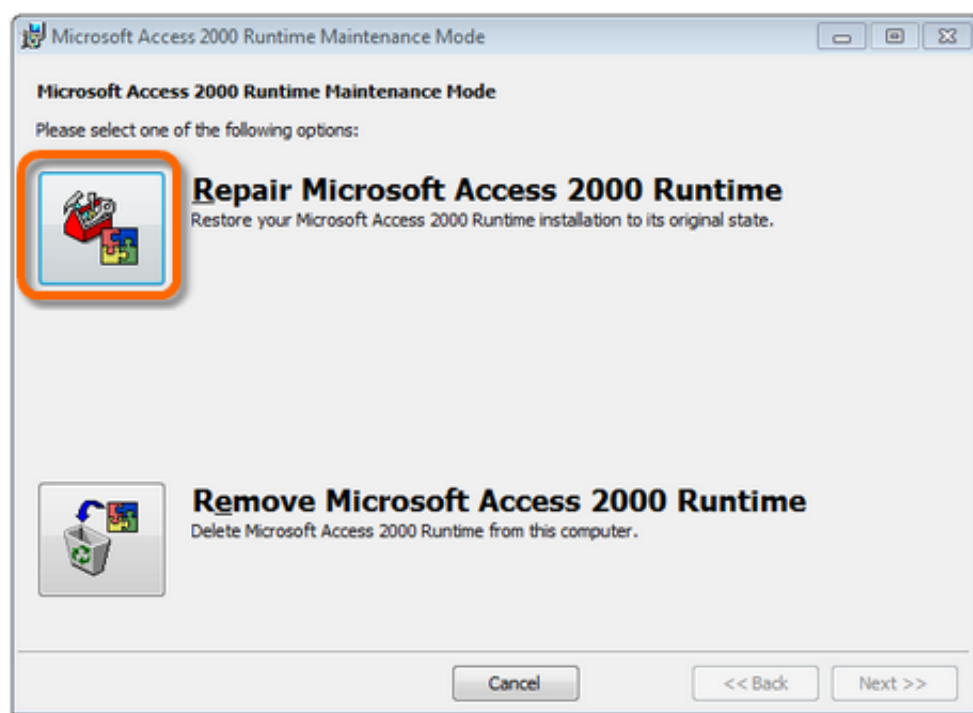 Microsoft Access 2000 Runtime Maintenance Mode
Microsoft Access 2000 Runtime Maintenance Mode
Please select one of the following options:
Repair Microsoft Access 2000 Runtime
Restore your Microsoft Access 2000 Runtime installation to its original state.
Remove Microsoft Access 2000 Runtime
Delete Microsoft Access 2000 Runtime from this computer.
Cancel << Back Next >>